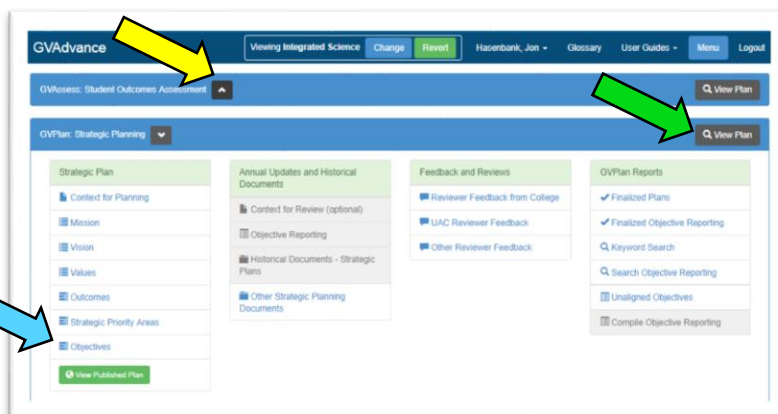 GVAdvance
Viewing Integrated Science Change Revert Hasenbank, Jon Glossary User Guides Menu Logout
GVAssess: Student Outcomes Assessment View Plan
GVPlan: Strategic Planning View Plan
Strategic Plan
Context for Planning
Mission
Vision
Values
Outcomes
Strategic Priority Areas
Objectives
View Published Plan
Annual Updates and Historical
Documents
Context for Review (optional)
Objective Reporting
Historical Documents - Strategic
Plans
Other Strategic Planning
Documents
Feedback and Reviews
Reviewer Feedback from College
UAC Reviewer Feedback
Other Reviewer Feedback
GVPlan Reports
Finalized Plans
Finalized Objective Reporting
Keyword Search
Search Objective Reporting
Unaligned Objectives
Compile Objective Reporting